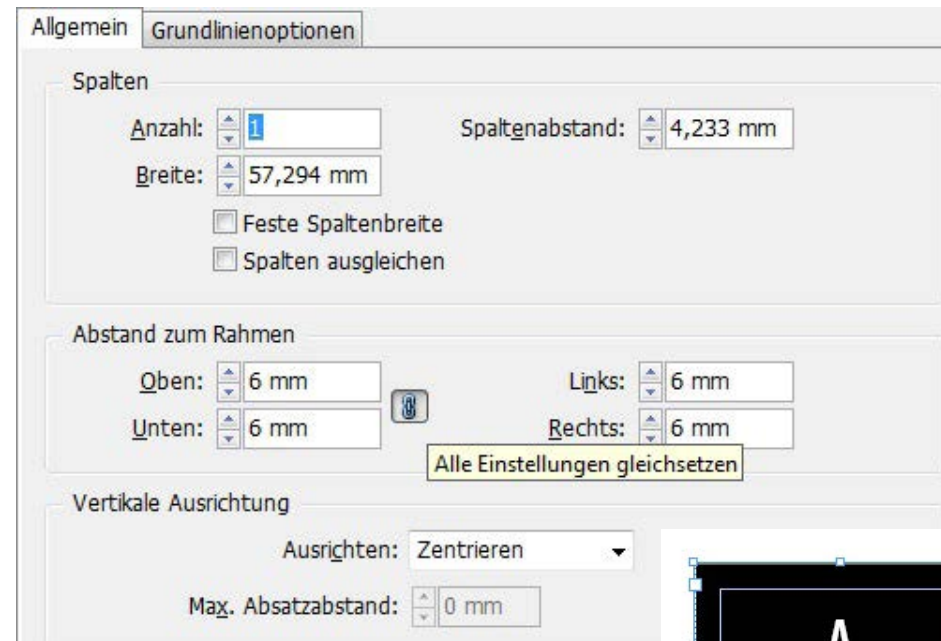 Allgemein Grundlinienoptionen
Spalten
Anzahl: 1 Spaltenabstand: 4,233 mm
Breite: 57,294 mm
Feste Spaltenbreite
Spalten ausgleichen
Abstand zum Rahmen
Oben: 6 mm Links: 6 mm
Unten: 6 mm Rechts: 6 mm
Alle Einstellungen gleichsetzen
Vertikale Ausrichtung
Ausrichten: Zentrieren
Max. Absatzabstand: 0 mm
A